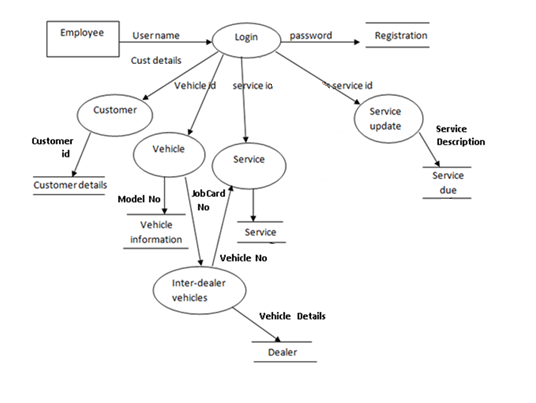 Employee
User name
Login
password
Registration
Cust details
Vehicle id
service id
service id
Customer
Service
update
Customer
id
Vehicle
Service
Service
Description
Customer details
Model No
JobCard
No
Service
due
Vehicle
information
Service
Vehicle No
Inter-dealer
vehicles
Vehicle Details
Dealer